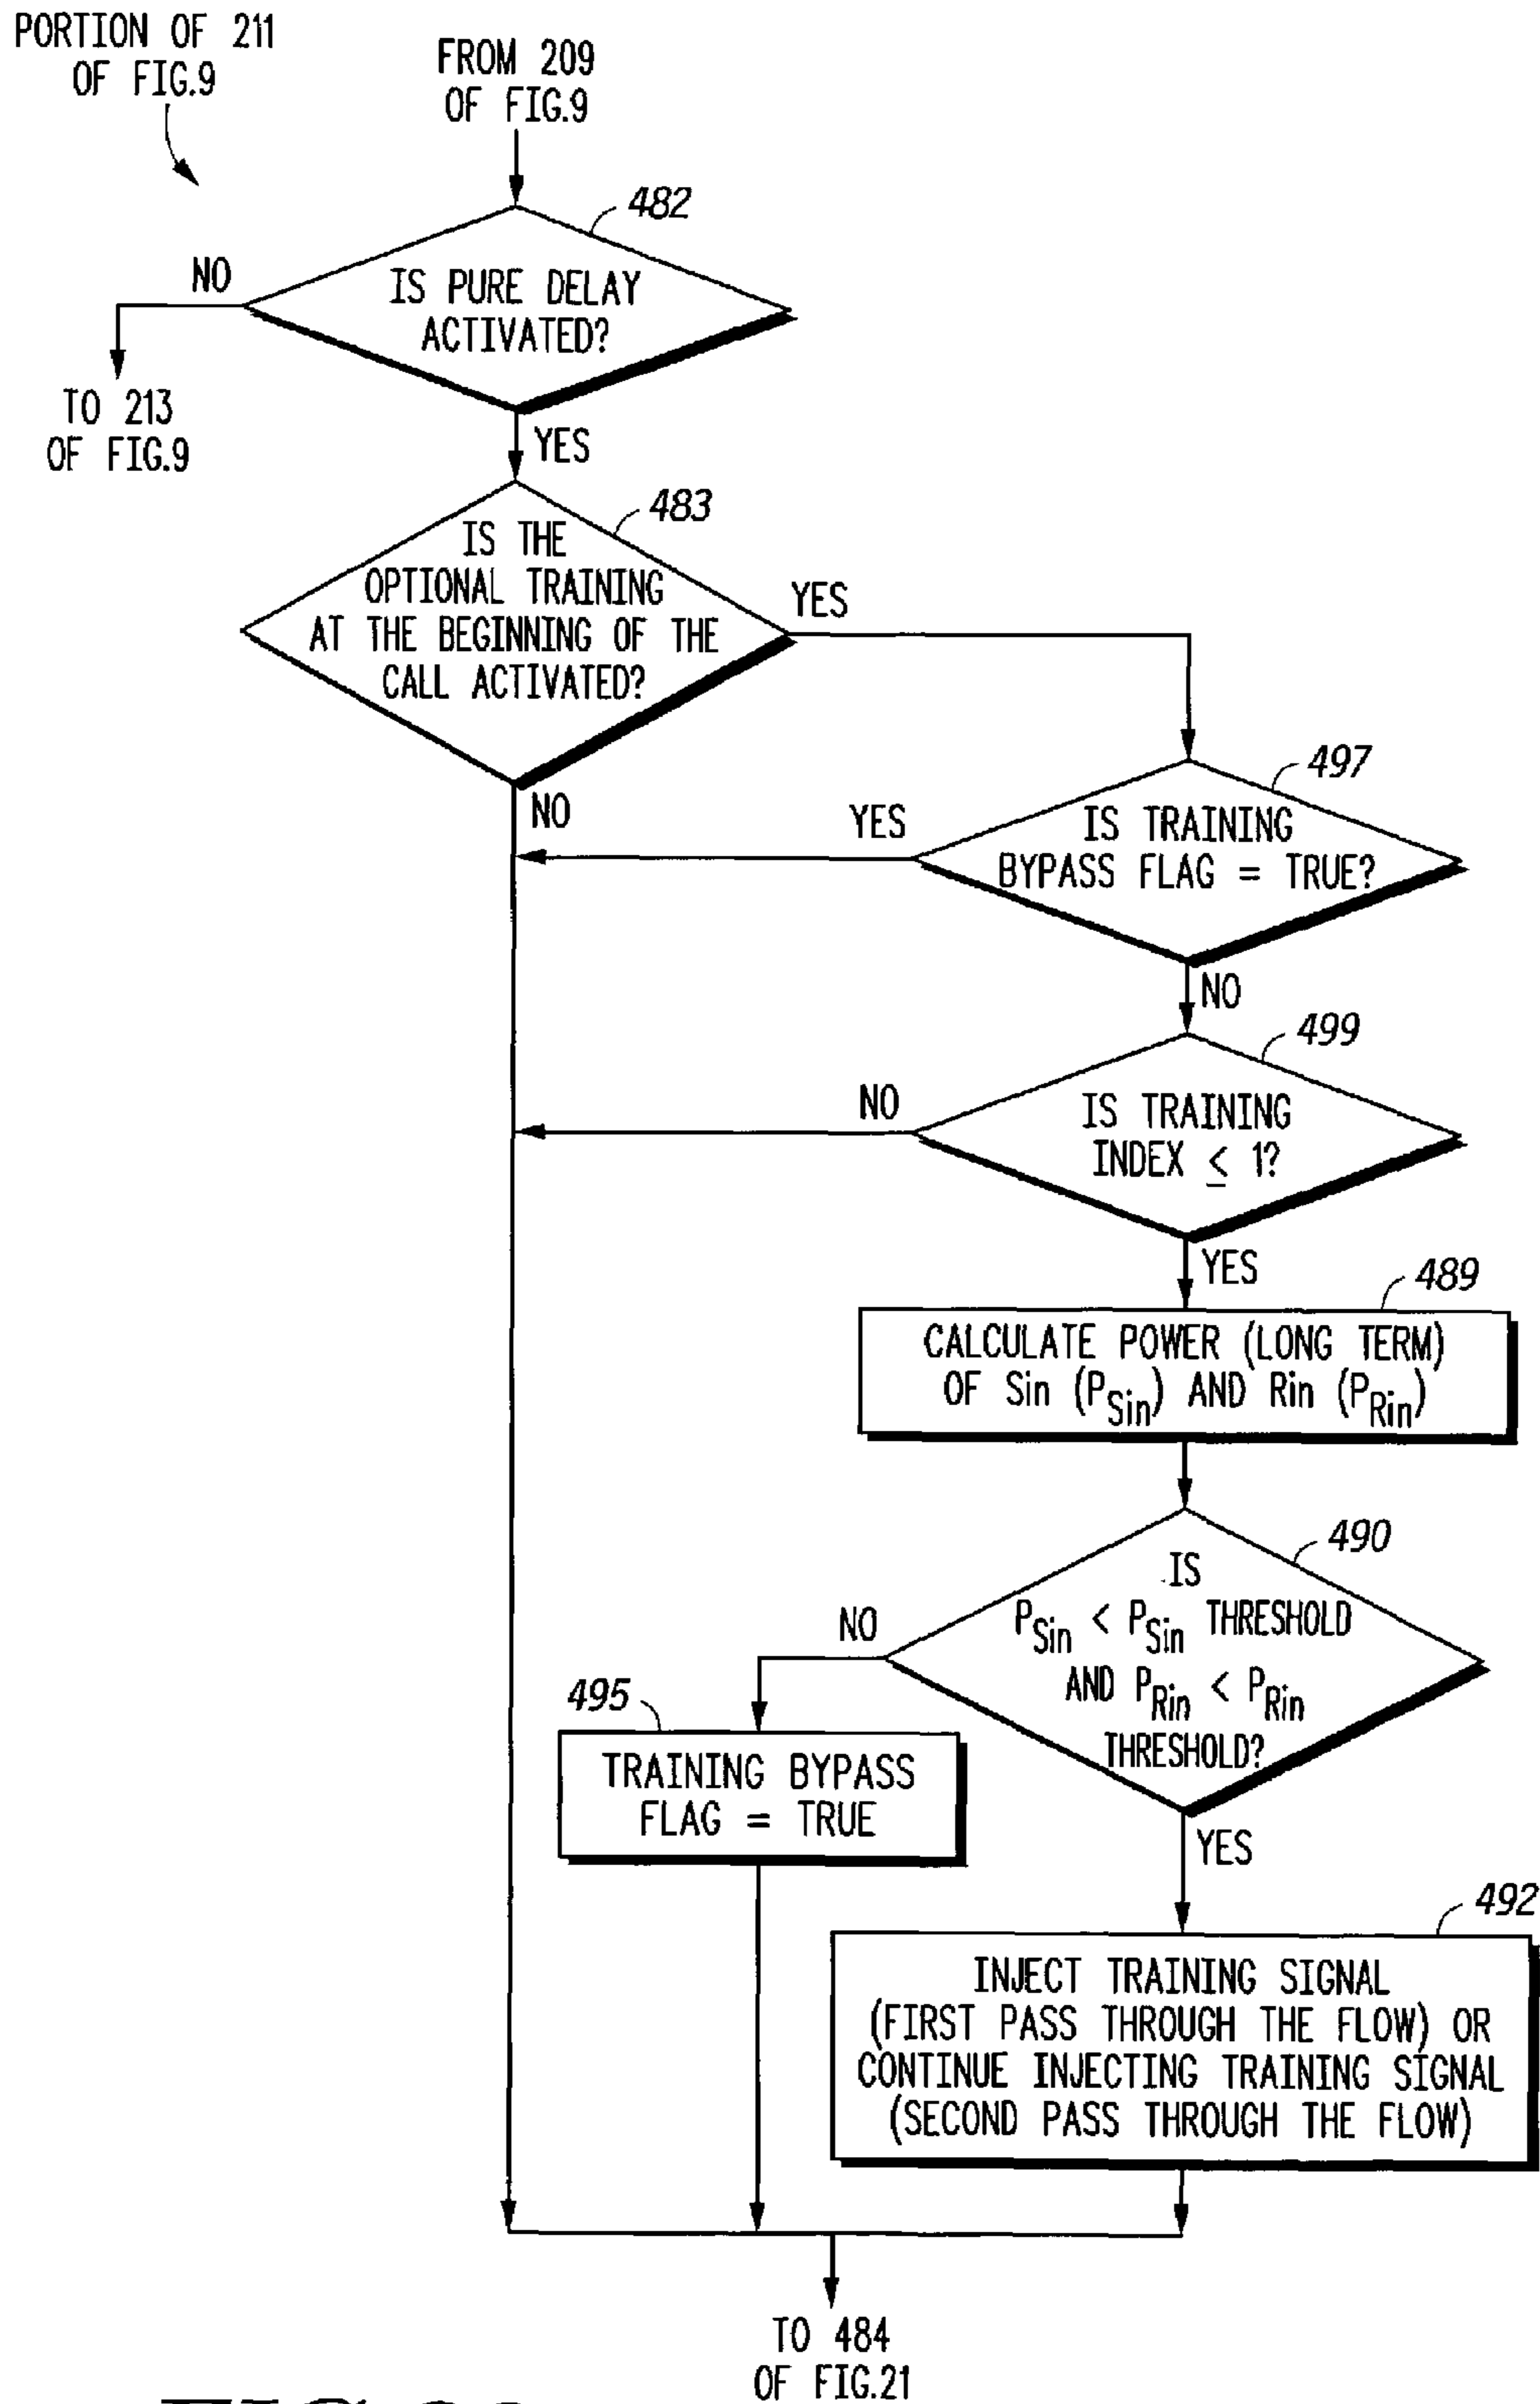 PORTION OF 211
OF FIG.9
FROM 209
OF FIG.9
482
NO
IS PURE DELAY
ACTIVATED?
TO 213
OF FIG.9
YES
483
IS THE
OPTIONAL TRAINING
AT THE BEGINNING OF THE
CALL ACTIVATED?
YES
NO
497
YES
IS TRAINING
BYPASS FLAG = TRUE?
NO
499
NO
IS TRAINING
INDEX ≤ 1?
YES
489
CALCULATE POWER (LONG TERM)
OF Sin (PSin) AND Rin (PRin)
490
IS
NO
PSin < PSin THRESHOLD
AND PRin < PRin
THRESHOLD?
495
TRAINING BYPASS
FLAG = TRUE
YES
492
INJECT TRAINING SIGNAL
(FIRST PASS THROUGH THE FLOW) OR
CONTINUE INJECTING TRAINING SIGNAL
(SECOND PASS THROUGH THE FLOW)
TO 484
OF FIG.21